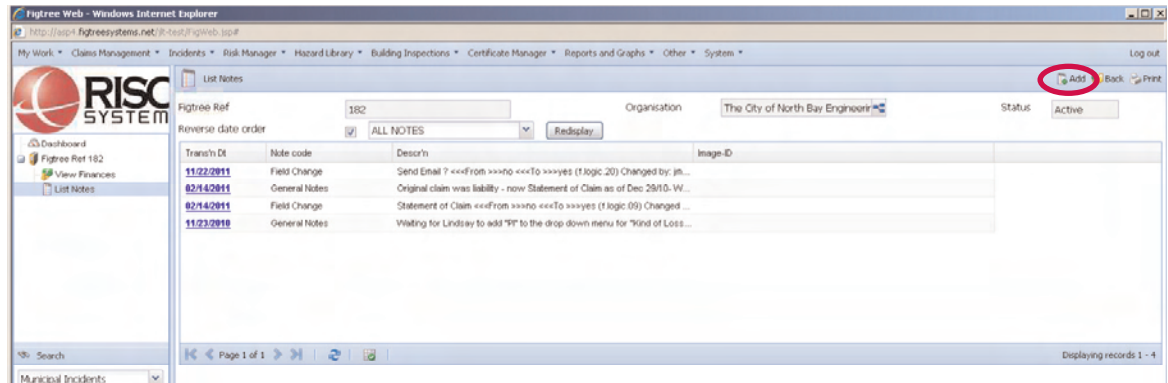 Figtree Web - Windows Internet Explorer
http://asp4.figtreesystems.net/jlt-test/FigWeb.jsp#
My Work Claims Management Incidents Risk Manager Hazard Library Building Inspections Certificate Manager Reports and Graphs Other System Log out
RISC
SYSTEM
List Notes Add Back Print
Figtree Ref 182 Organisation The City of North Bay Engineerin Status Active
Reverse date order ALL NOTES Redisplay
Dashboard
Figtree Ref 182
View Finances
List Notes
Trans'n Dt Note code Descr'n Image-ID
11/22/2011 Field Change Send Email ? <<<From >>>no <<<To >>>yes (f.logic.20) Changed by: jm...
02/14/2011 General Notes Original claim was liability - now Statement of Claim as of Dec 29/10- W...
02/14/2011 Field Change Statement of Claim <<<From >>>no <<<To >>>yes (f.logic.09) Changed ...
11/23/2010 General Notes Waiting for Lindsay to add "PI" to the drop down menu for "Kind of Loss...
Search
Page 1 of 1 Displaying records 1 - 4
Municipal Incidents